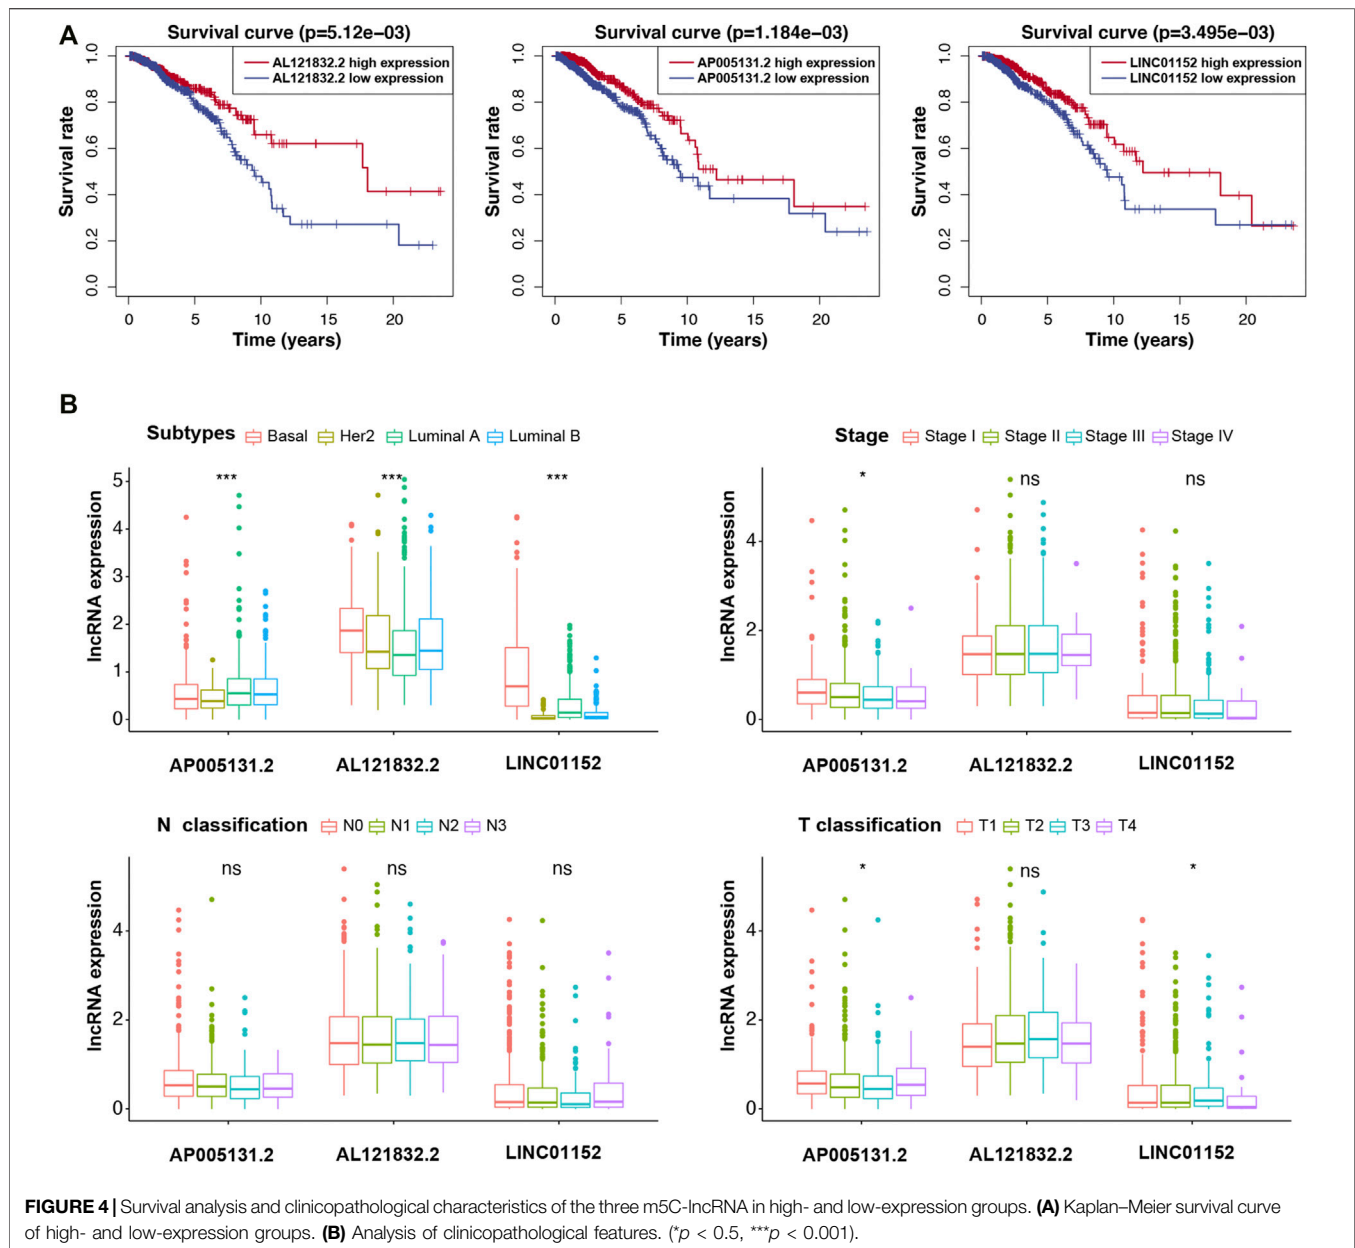 A
Survival curve (p=5.12e−03)
AL121832.2 high expression
AL121832.2 low expression
Survival rate
1.0
0.8
0.6
0.4
0.2
0.0
0 5 10 15 20
Time (years)
Survival curve (p=1.184e−03)
AP005131.2 high expression
AP005131.2 low expression
Survival rate
1.0
0.8
0.6
0.4
0.2
0.0
0 5 10 15 20
Time (years)
Survival curve (p=3.495e−03)
LINC01152 high expression
LINC01152 low expression
Survival rate
1.0
0.8
0.6
0.4
0.2
0.0
0 5 10 15 20
Time (years)
B
Subtypes Basal Her2 Luminal A Luminal B
lncRNA expression
5
4
3
2
1
0
*** *** ***
AP005131.2 AL121832.2 LINC01152
Stage Stage I Stage II Stage III Stage IV
lncRNA expression
4
2
0
* ns ns
AP005131.2 AL121832.2 LINC01152
N classification N0 N1 N2 N3
lncRNA expression
4
2
0
ns ns ns
AP005131.2 AL121832.2 LINC01152
T classification T1 T2 T3 T4
lncRNA expression
4
2
0
* ns *
AP005131.2 AL121832.2 LINC01152
FIGURE 4 | Survival analysis and clinicopathological characteristics of the three m5C-lncRNA in high- and low-expression groups. (A) Kaplan–Meier survival curve
of high- and low-expression groups. (B) Analysis of clinicopathological features. (*p < 0.5, ***p < 0.001).